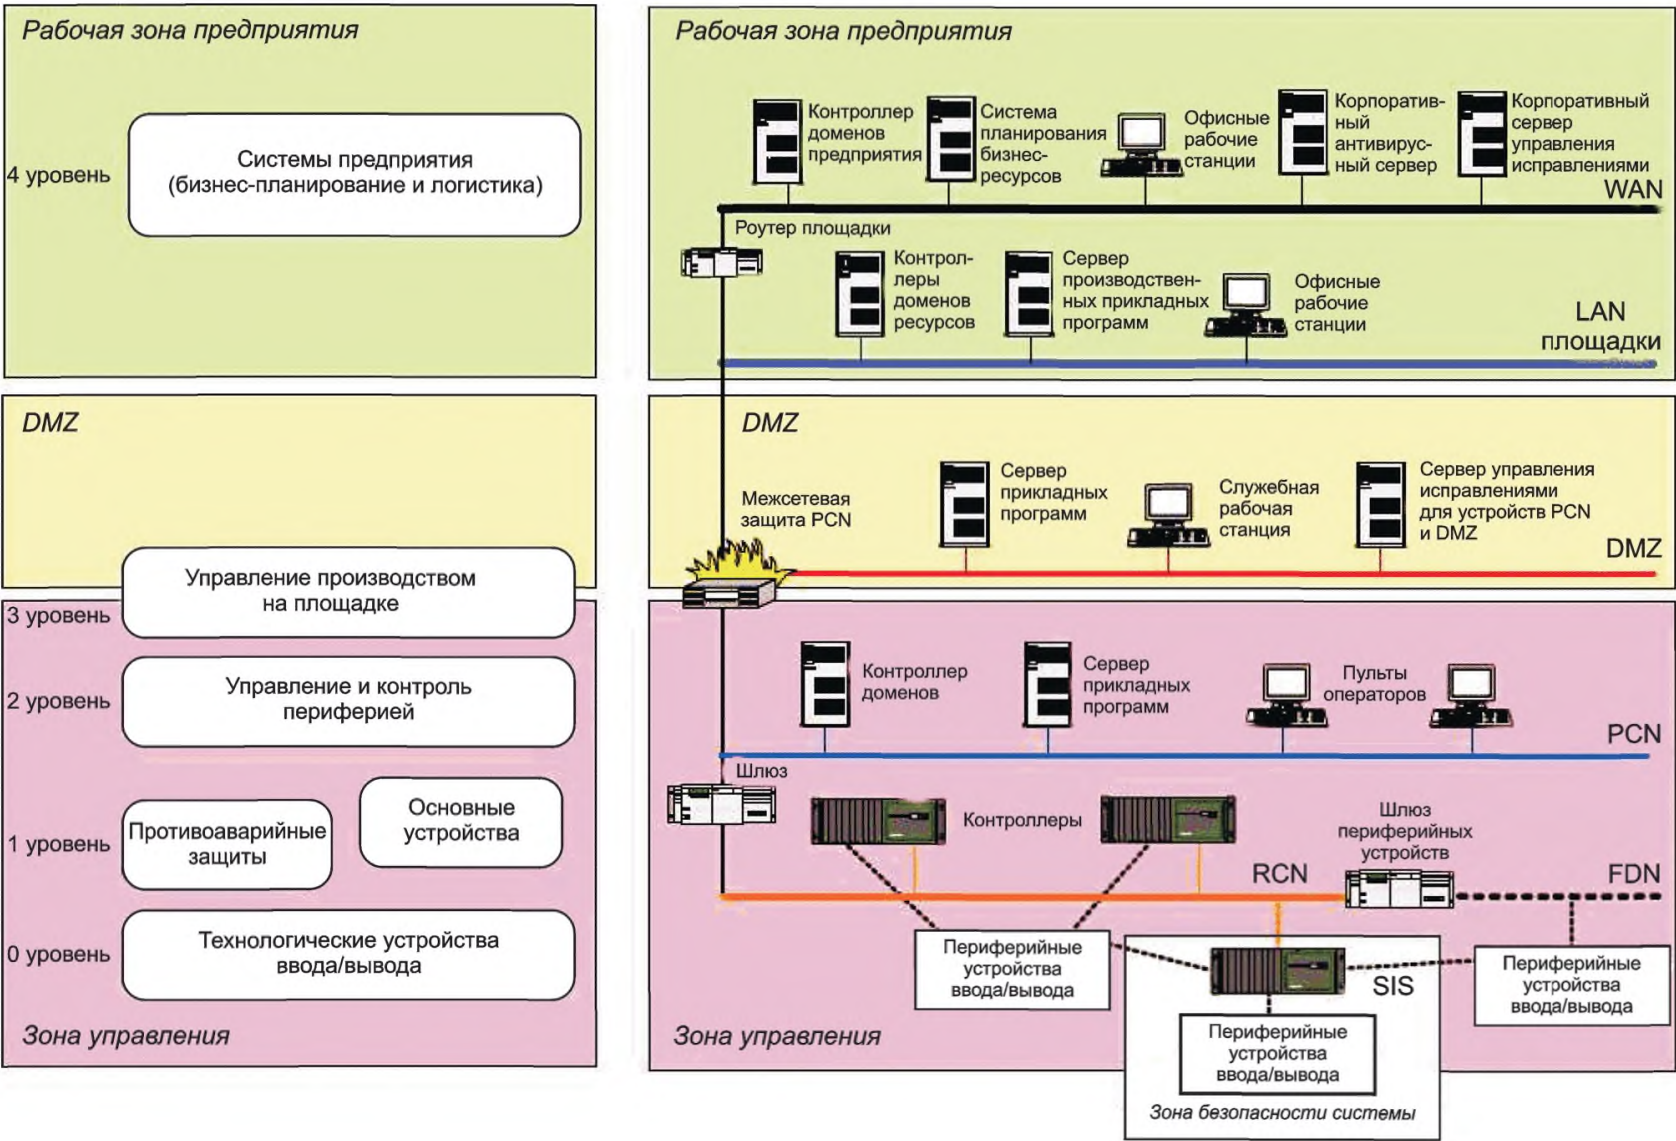 Рабочая зона предприятия
4 уровень
Системы предприятия
(бизнес-планирование и логистика)
DMZ
Управление производством
на площадке
3 уровень
2 уровень
Управление и контроль
периферией
1 уровень
Противоаварийные
защиты
Основные
устройства
0 уровень
Технологические устройства
ввода/вывода
Зона управления
Рабочая зона предприятия
Контроллер
доменов
предприятия
Система
планирования
бизнес-
ресурсов
Офисные
рабочие
станции
Корпоратив-
ный
антивирус-
ный сервер
Корпоративный
сервер
управления
исправлениями
WAN
Роутер площадки
Контрол-
леры
доменов
ресурсов
Сервер
производствен-
ных прикладных
программ
Офисные
рабочие
станции
LAN
площадки
DMZ
Межсетевая
защита PCN
Сервер
прикладных
программ
Служебная
рабочая
станция
Сервер управления
исправлениями
для устройств PCN
и DMZ
DMZ
Контроллер
доменов
Сервер
прикладных
программ
Пульты
операторов
PCN
Шлюз
Контроллеры
Шлюз
периферийных
устройств
RCN
FDN
Периферийные
устройства
ввода/вывода
SIS
Периферийные
устройства
ввода/вывода
Периферийные
устройства
ввода/вывода
Зона управления
Зона безопасности системы